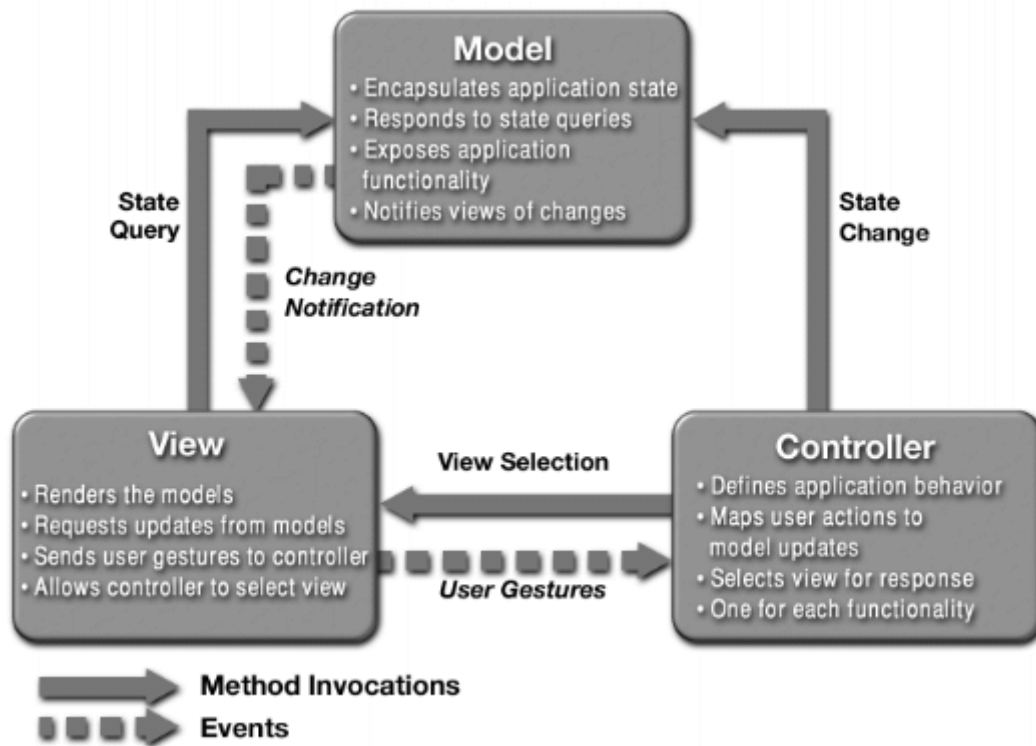 Model
• Encapsulates application state
• Responds to state queries
• Exposes application
functionality
• Notifies views of changes
State
Query
Change
Notification
State
Change
View
• Renders the models
• Requests updates from models
• Sends user gestures to controller
• Allows controller to select view
View Selection
User Gestures
Controller
• Defines application behavior
• Maps user actions to
model updates
• Selects view for response
• One for each functionality
Method Invocations
Events